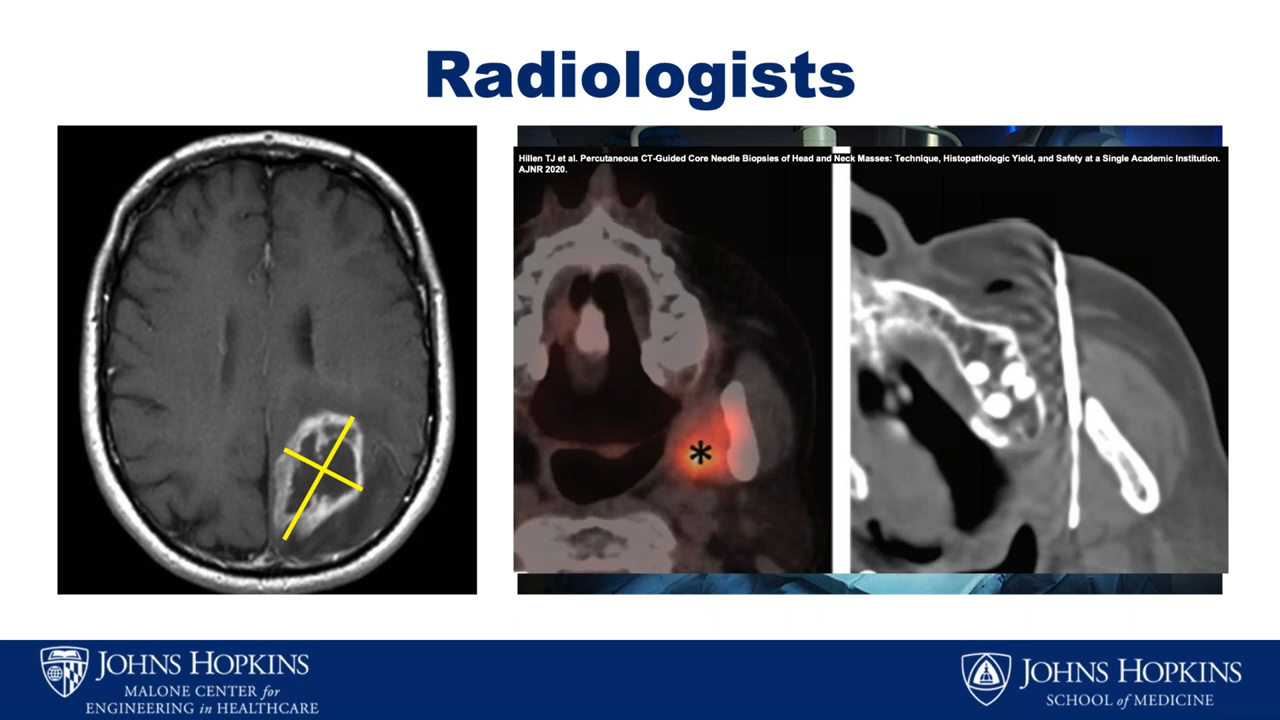 Radiologists
Hillen TJ et al. Percutaneous CT-Guided Core Needle Biopsies of Head and Neck Masses: Technique, Histopathologic Yield, and Safety at a Single Academic Institution.
AJNR 2020.
*
JOHNS HOPKINS
MALONE CENTER for
ENGINEERING in HEALTHCARE
JOHNS HOPKINS
SCHOOL of MEDICINE